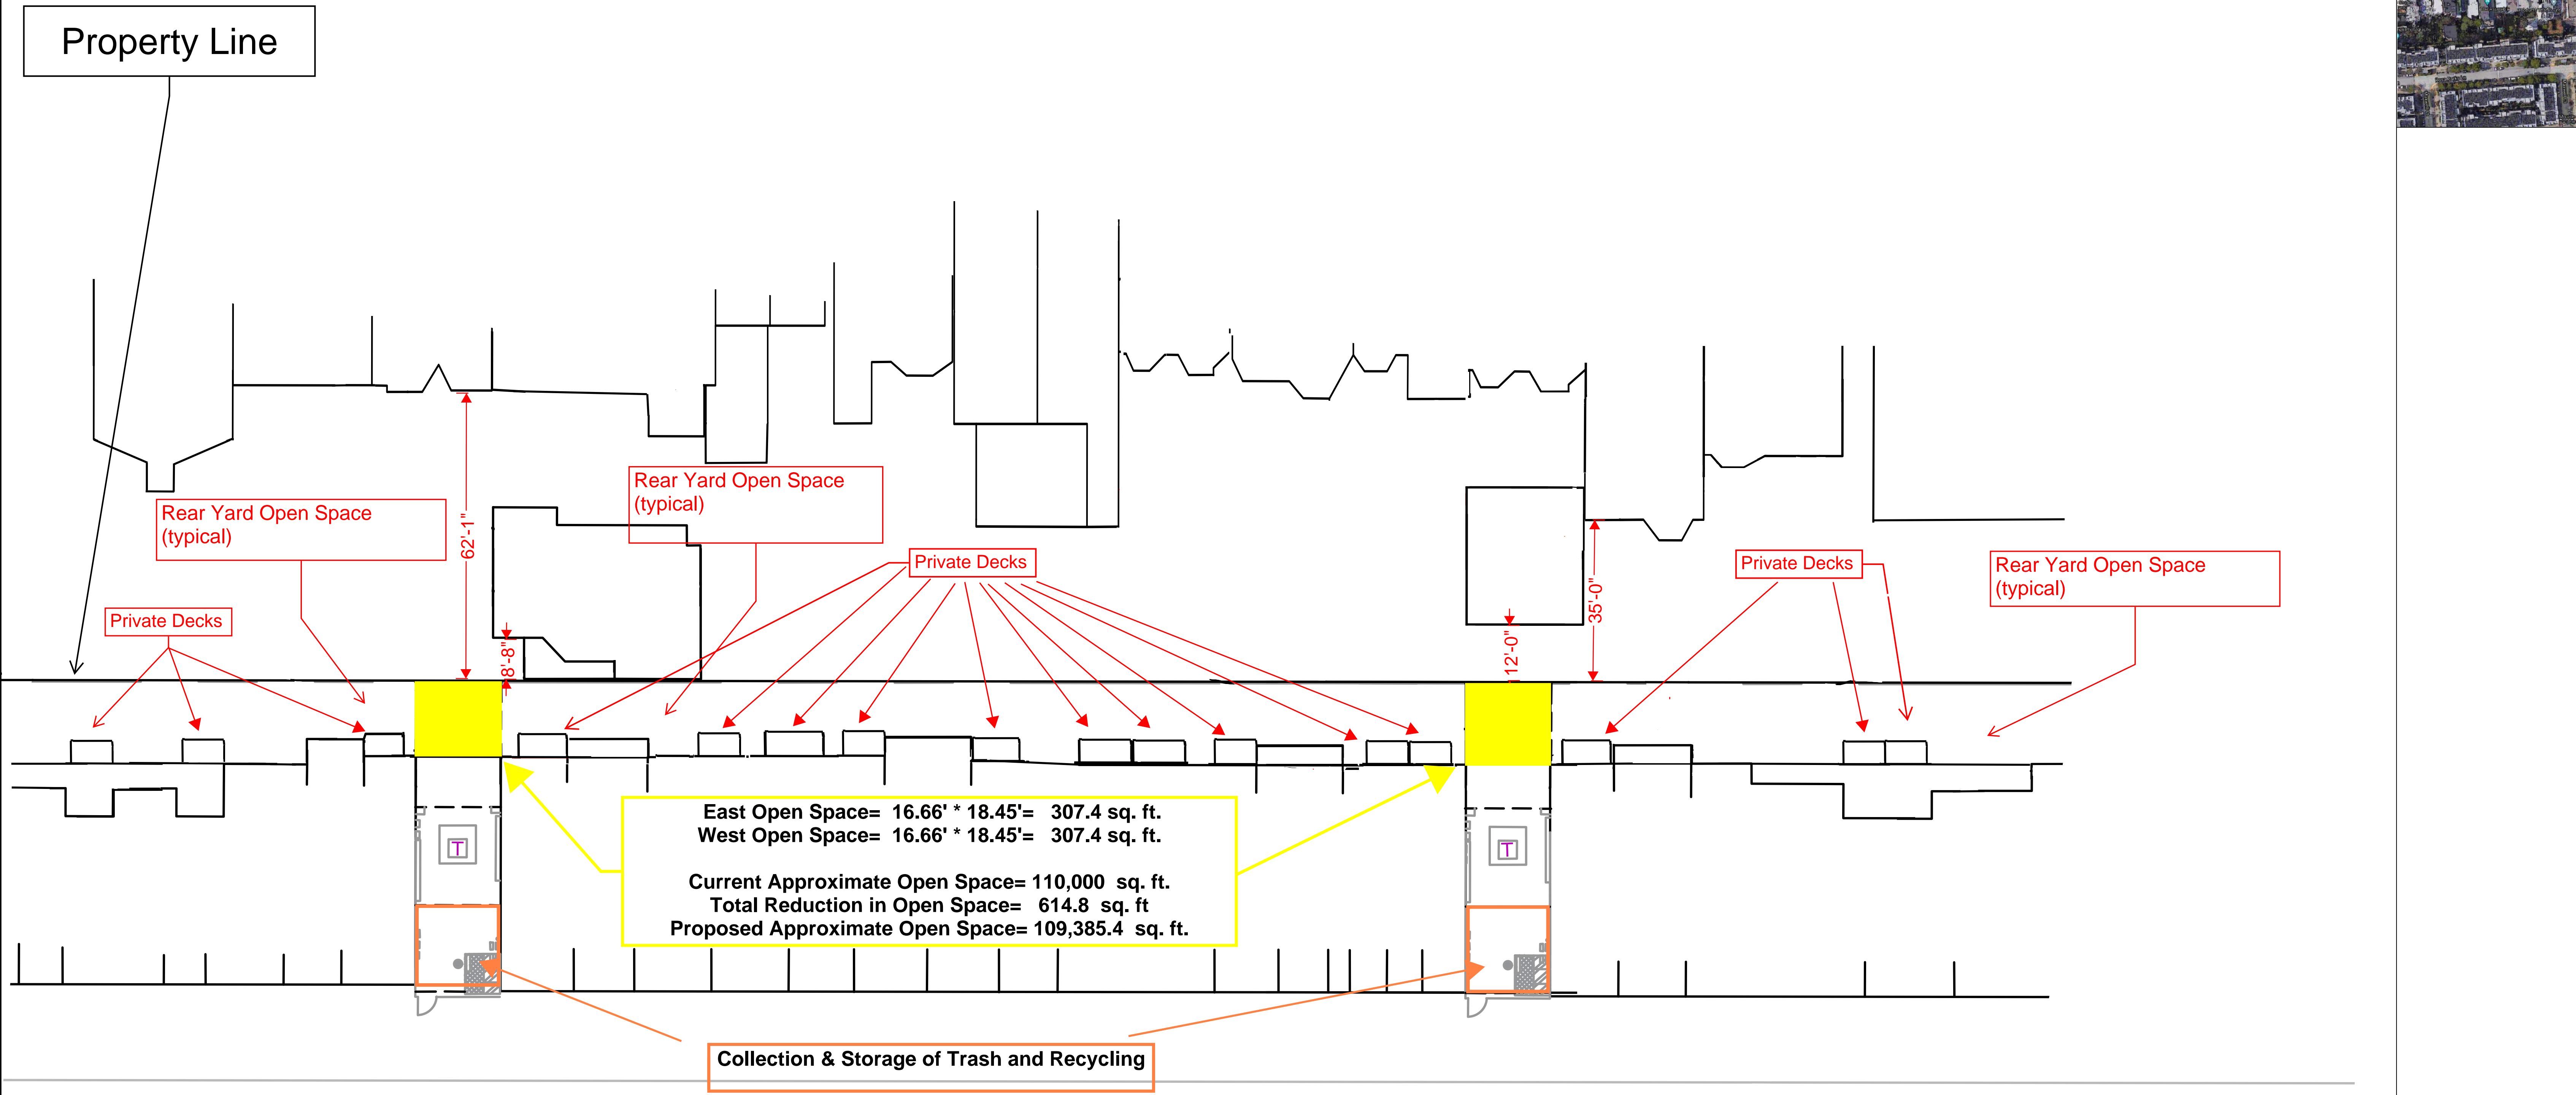 Property Line
Rear Yard Open Space
(typical)
Rear Yard Open Space
(typical)
62'-1"
Private Decks
Private Decks
Rear Yard Open Space
(typical)
35'-0"
Private Decks
8'-8"
12'-0"
East Open Space= 16.66' * 18.45'= 307.4 sq. ft.
West Open Space= 16.66' * 18.45'= 307.4 sq. ft.
Current Approximate Open Space= 110,000 sq. ft.
Total Reduction in Open Space= 614.8 sq. ft
Proposed Approximate Open Space= 109,385.4 sq. ft.
T
T
Collection & Storage of Trash and Recycling